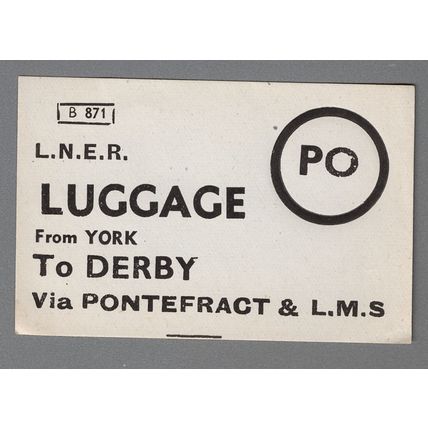 B 871
PO
L.N.E.R.
LUGGAGE
From YORK
To DERBY
Via PONTEFRACT & L.M.S